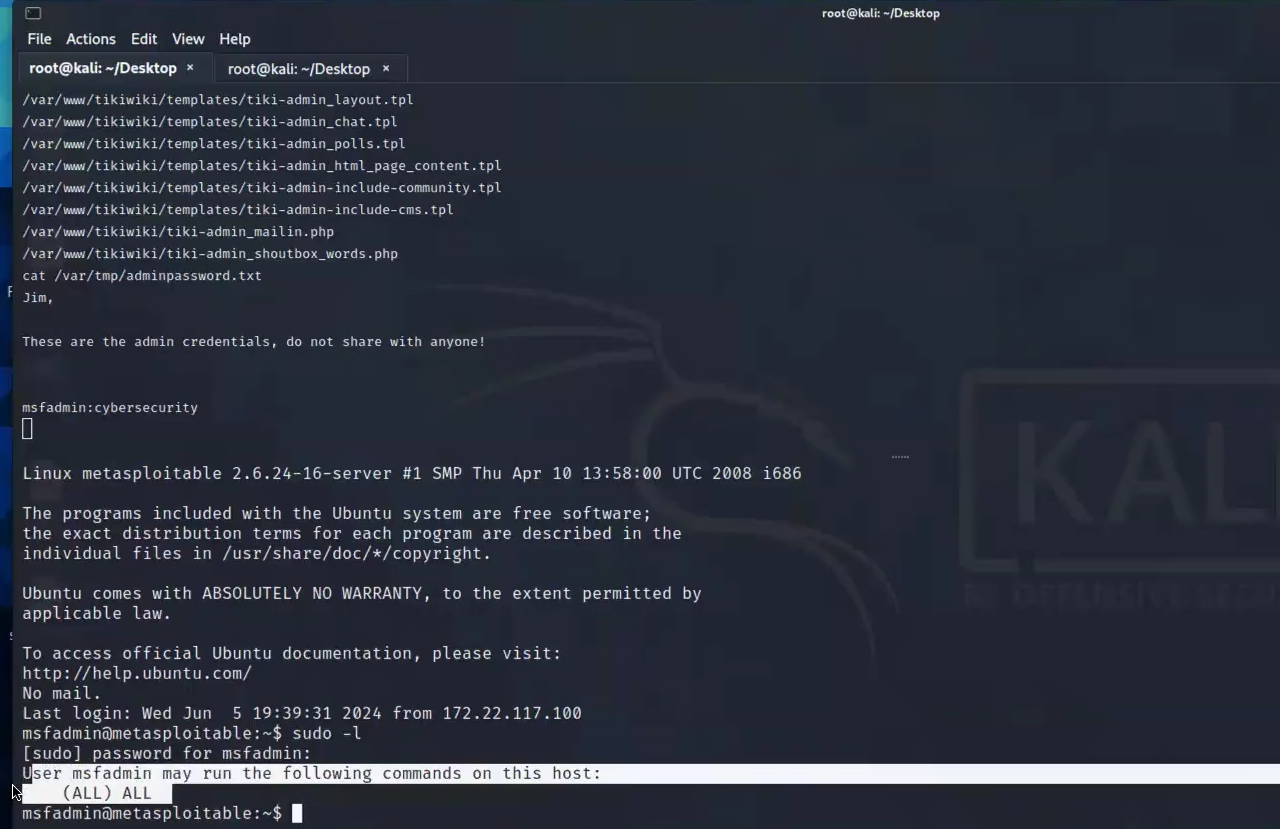 root@kali: ~/Desktop
File Actions Edit View Help
root@kali: ~/Desktop × root@kali: ~/Desktop ×
/var/www/tikiwiki/templates/tiki-admin_layout.tpl
/var/www/tikiwiki/templates/tiki-admin_chat.tpl
/var/www/tikiwiki/templates/tiki-admin_polls.tpl
/var/www/tikiwiki/templates/tiki-admin_html_page_content.tpl
/var/www/tikiwiki/templates/tiki-admin-include-community.tpl
/var/www/tikiwiki/templates/tiki-admin-include-cms.tpl
/var/www/tikiwiki/tiki-admin_mailin.php
/var/www/tikiwiki/tiki-admin_shoutbox_words.php
cat /var/tmp/adminpassword.txt
Jim,
These are the admin credentials, do not share with anyone!
msfadmin:cybersecurity
Linux metasploitable 2.6.24-16-server #1 SMP Thu Apr 10 13:58:00 UTC 2008 i686
The programs included with the Ubuntu system are free software;
the exact distribution terms for each program are described in the
individual files in /usr/share/doc/*/copyright.
Ubuntu comes with ABSOLUTELY NO WARRANTY, to the extent permitted by
applicable law.
To access official Ubuntu documentation, please visit:
http://help.ubuntu.com/
No mail.
Last login: Wed Jun  5 19:39:31 2024 from 172.22.117.100
msfadmin@metasploitable:~$ sudo -l
[sudo] password for msfadmin:
User msfadmin may run the following commands on this host:
    (ALL) ALL
msfadmin@metasploitable:~$
KAL